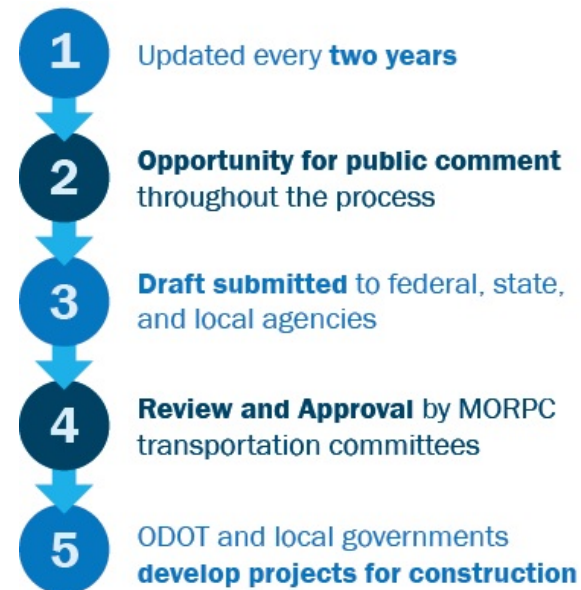 1
Updated every two years
2
Opportunity for public comment
throughout the process
3
Draft submitted to federal, state,
and local agencies
4
Review and Approval by MORPC
transportation committees
5
ODOT and local governments
develop projects for construction